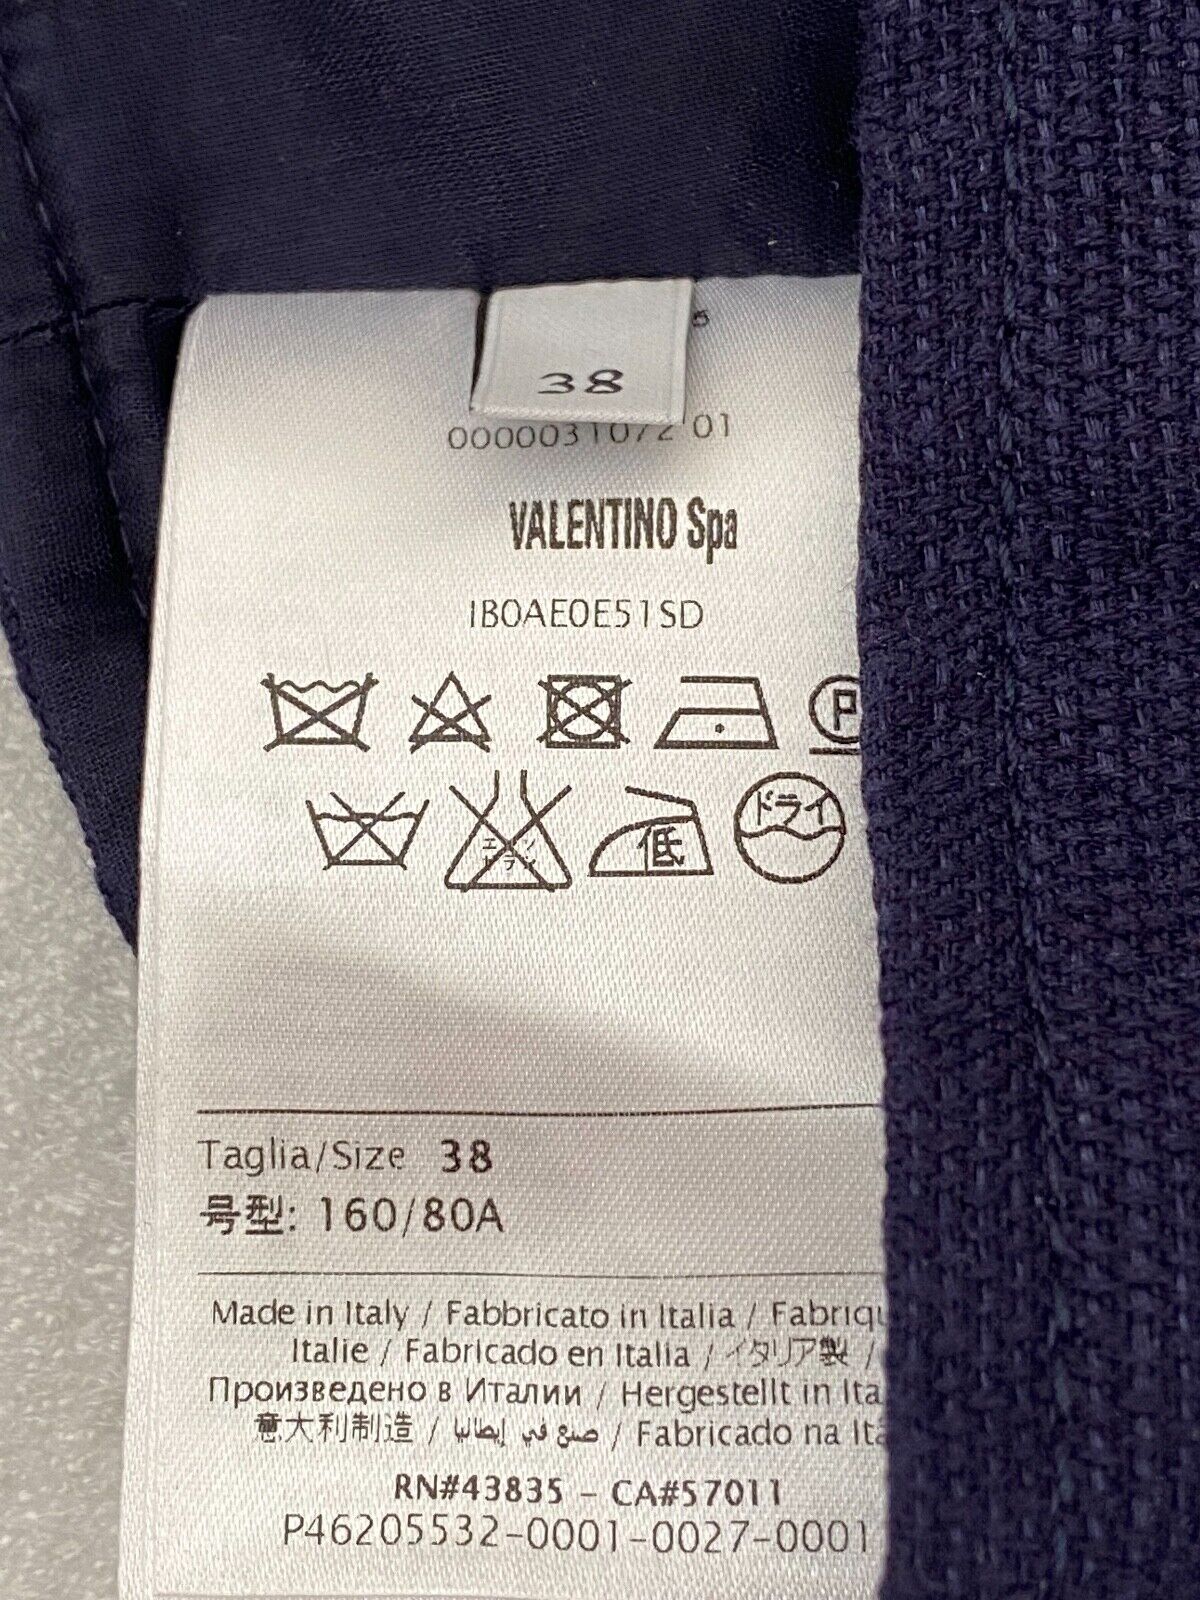 38
0000031072 01
VALENTINO Spa
IB0AE0E51SD
P
低
ドライ
Taglia/Size 38
号型: 160/80A
Made in Italy / Fabbricato in Italia / Fabriqu
Italie / Fabricado en Italia / イタリア製 /
Произведено в Италии / Hergestellt in Ita
意大利制造 / صنع في إيطاليا / Fabricado na Ita
RN#43835 - CA#57011
P46205532-0001-0027-0001